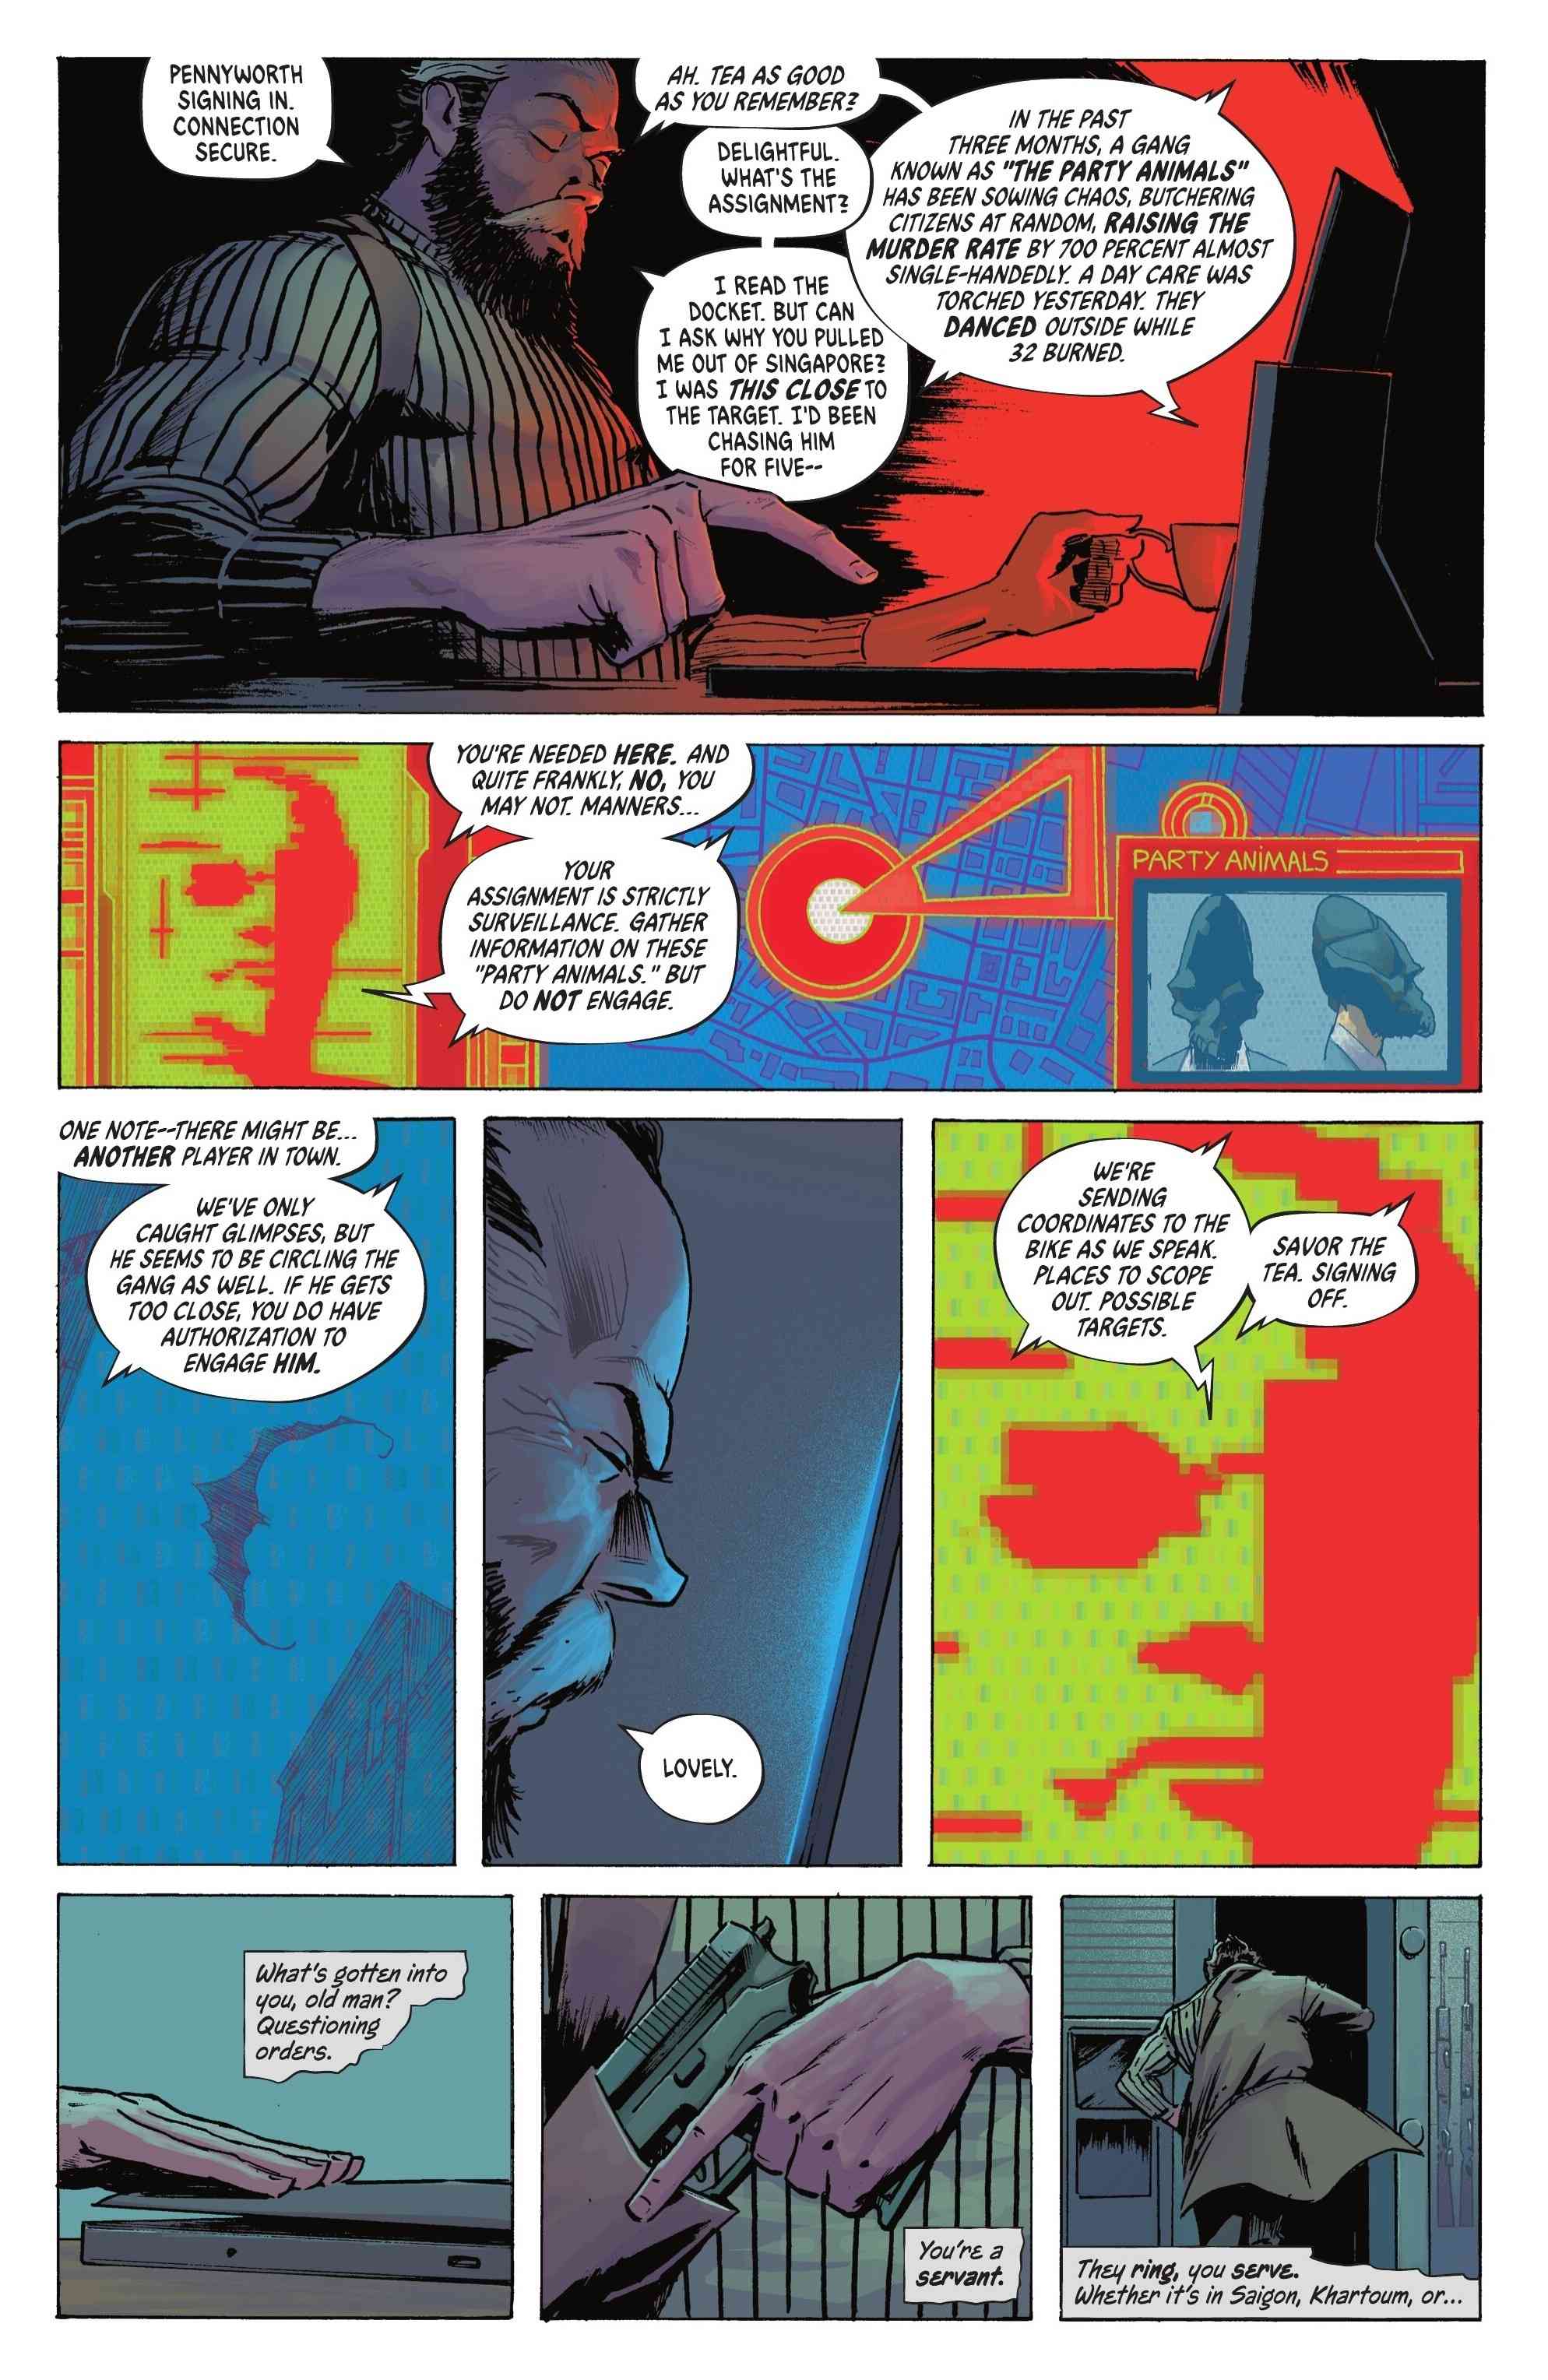 PENNYWORTH
SIGNING IN.
CONNECTION
SECURE.
AH. TEA AS GOOD
AS YOU REMEMBER?
DELIGHTFUL.
WHAT'S THE
ASSIGNMENT?
IN THE PAST
THREE MONTHS, A GANG
KNOWN AS "THE PARTY ANIMALS"
HAS BEEN SOWING CHAOS, BUTCHERING
CITIZENS AT RANDOM, RAISING THE
MURDER RATE BY 700 PERCENT ALMOST
SINGLE-HANDEDLY. A DAY CARE WAS
TORCHED YESTERDAY. THEY
DANCED OUTSIDE WHILE
32 BURNED.
I READ THE
DOCKET. BUT CAN
I ASK WHY YOU PULLED
ME OUT OF SINGAPORE?
I WAS THIS CLOSE TO
THE TARGET. I'D BEEN
CHASING HIM
FOR FIVE--
YOU'RE NEEDED HERE. AND
QUITE FRANKLY, NO, YOU
MAY NOT. MANNERS...
YOUR
ASSIGNMENT IS STRICTLY
SURVEILLANCE. GATHER
INFORMATION ON THESE
"PARTY ANIMALS." BUT
DO NOT ENGAGE.
PARTY ANIMALS
ONE NOTE--THERE MIGHT BE...
ANOTHER PLAYER IN TOWN.
WE'VE ONLY
CAUGHT GLIMPSES, BUT
HE SEEMS TO BE CIRCLING THE
GANG AS WELL. IF HE GETS
TOO CLOSE, YOU DO HAVE
AUTHORIZATION TO
ENGAGE HIM.
LOVELY.
WE'RE
SENDING
COORDINATES TO THE
BIKE AS WE SPEAK.
PLACES TO SCOPE
OUT. POSSIBLE
TARGETS.
SAVOR THE
TEA. SIGNING
OFF.
What's gotten into
you, old man?
Questioning
orders.
You're a
servant.
They ring, you serve.
Whether it's in Saigon, Khartoum, or...